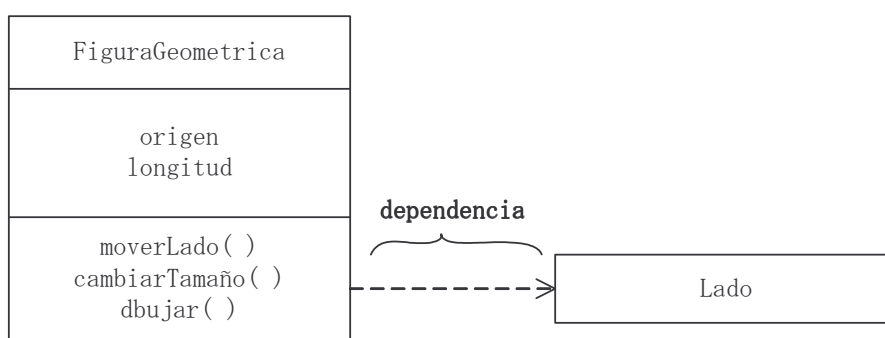 FiguraGeometrica
origen
longitud
dependencia
moverLado( )
cambiarTamaño( )
dbujar( )
Lado